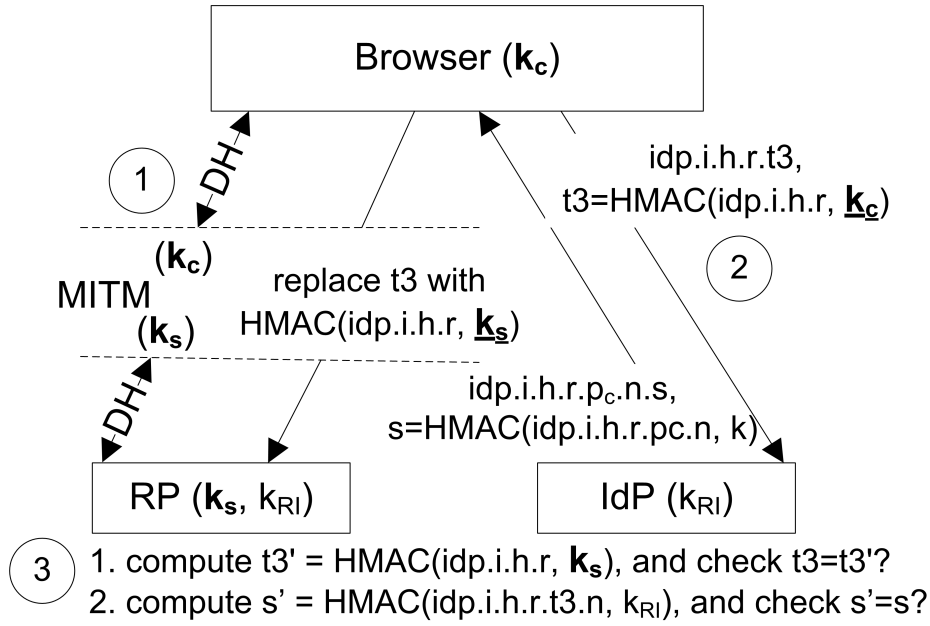 Browser (kc)
1
DH
idp.i.h.r.t3,
t3=HMAC(idp.i.h.r, kc)
2
(kc)
MITM
(ks)
replace t3 with
HMAC(idp.i.h.r, ks)
DH
idp.i.h.r.pc.n.s,
s=HMAC(idp.i.h.r.pc.n, k)
RP (ks, kRI)
IdP (kRI)
3
1. compute t3' = HMAC(idp.i.h.r, ks), and check t3=t3'?
2. compute s’ = HMAC(idp.i.h.r.t3.n, kRI), and check s’=s?